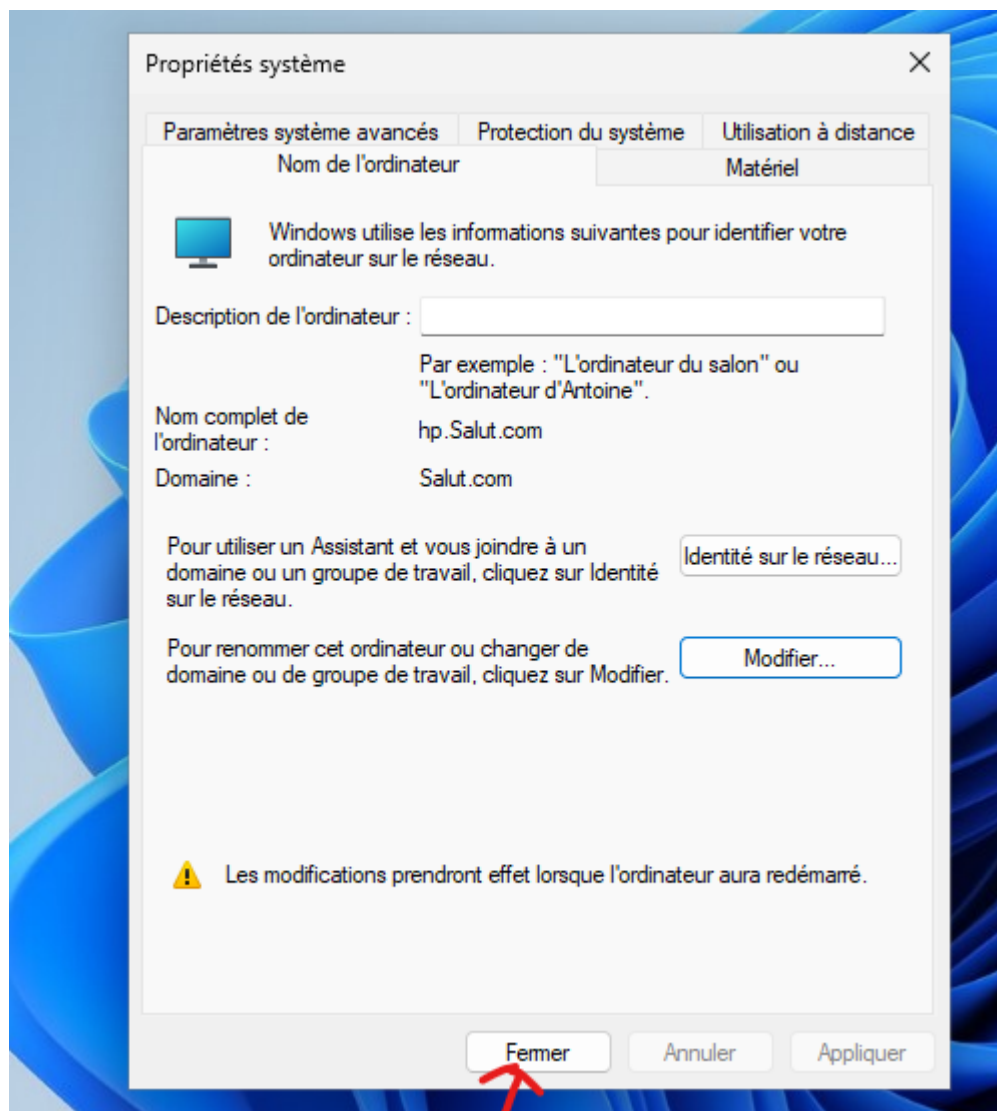 Propriétés système
Paramètres système avancés Protection du système Utilisation à distance
Nom de l'ordinateur Matériel
Windows utilise les informations suivantes pour identifier votre
ordinateur sur le réseau.
Description de l'ordinateur :
Par exemple : "L'ordinateur du salon" ou
"L'ordinateur d'Antoine".
Nom complet de
l'ordinateur :
hp.Salut.com
Domaine : Salut.com
Pour utiliser un Assistant et vous joindre à un
domaine ou un groupe de travail, cliquez sur Identité
sur le réseau.
Identité sur le réseau...
Pour renommer cet ordinateur ou changer de
domaine ou de groupe de travail, cliquez sur Modifier.
Modifier...
Les modifications prendront effet lorsque l'ordinateur aura redémarré.
Fermer Annuler Appliquer